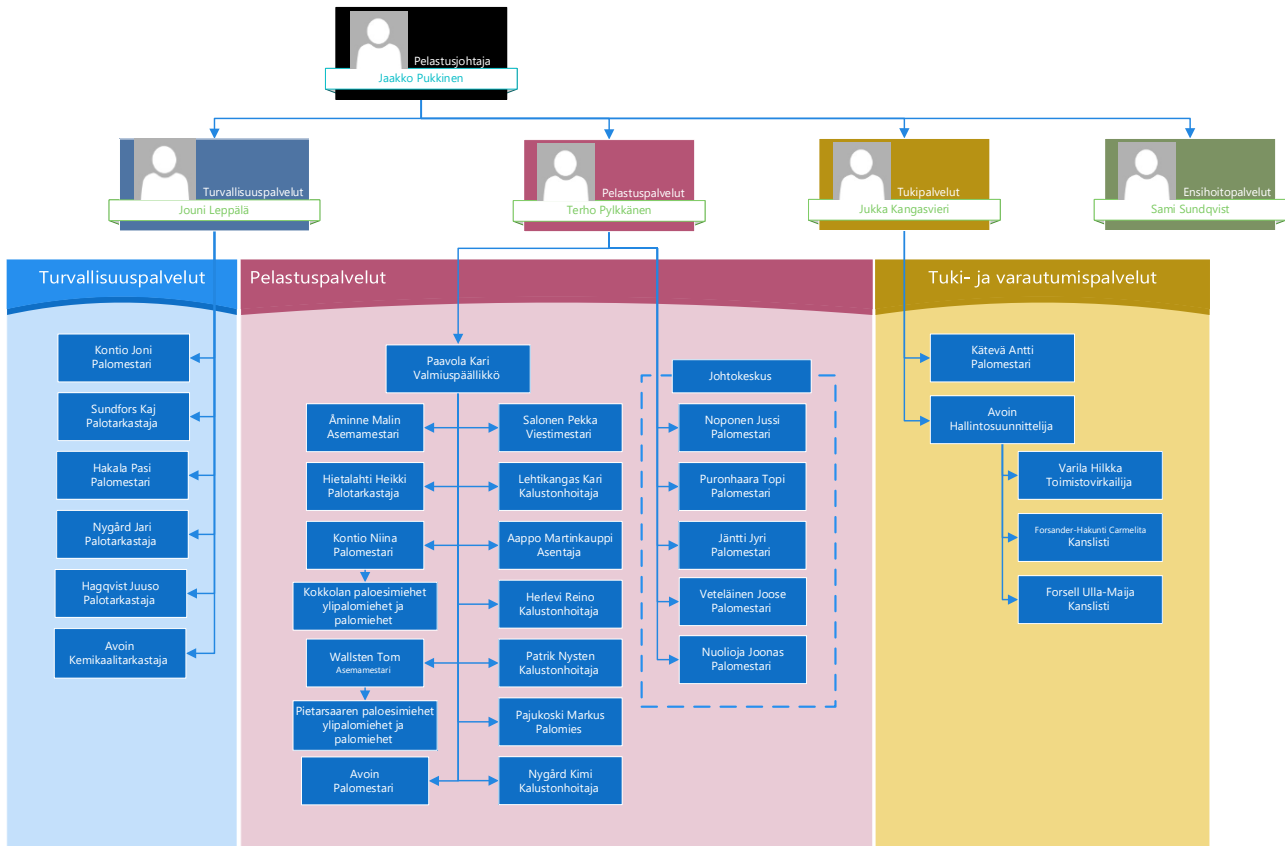 Pelastusjohtaja
Jaakko Pukkinen
Turvallisuuspalvelut
Jouni Leppälä
Pelastuspalvelut
Terho Pylkkänen
Tukipalvelut
Jukka Kangasvieri
Ensihoitopalvelut
Sami Sundqvist
Turvallisuuspalvelut
Kontio Joni
Palomestari
Sundfors Kaj
Palotarkastaja
Hakala Pasi
Palomestari
Nygård Jari
Palotarkastaja
Hagqvist Juuso
Palotarkastaja
Avoin
Kemikaalitarkastaja
Pelastuspalvelut
Paavola Kari
Valmiuspäällikkö
Åminne Malin
Asemamestari
Hietalahti Heikki
Palotarkastaja
Kontio Niina
Palomestari
Kokkolan paloesimiehet
ylipalomiehet ja
palomiehet
Wallsten Tom
Asemamestari
Pietarsaaren paloesimiehet
ylipalomiehet ja
palomiehet
Avoin
Palomestari
Salonen Pekka
Viestimestari
Lehtikangas Kari
Kalustonhoitaja
Aappo Martinkauppi
Asentaja
Herlevi Reino
Kalustonhoitaja
Patrik Nysten
Kalustonhoitaja
Pajukoski Markus
Palomies
Nygård Kimi
Kalustonhoitaja
Johtokeskus
Noponen Jussi
Palomestari
Puronhaara Topi
Palomestari
Jäntti Jyri
Palomestari
Veteläinen Joose
Palomestari
Nuolioja Joonas
Palomestari
Tuki- ja varautumispalvelut
Kätevä Antti
Palomestari
Avoin
Hallintosuunnittelija
Varila Hilkka
Toimistovirkailija
Forsander-Hakunti Carmelita
Kanslisti
Forsell Ulla-Maija
Kanslisti